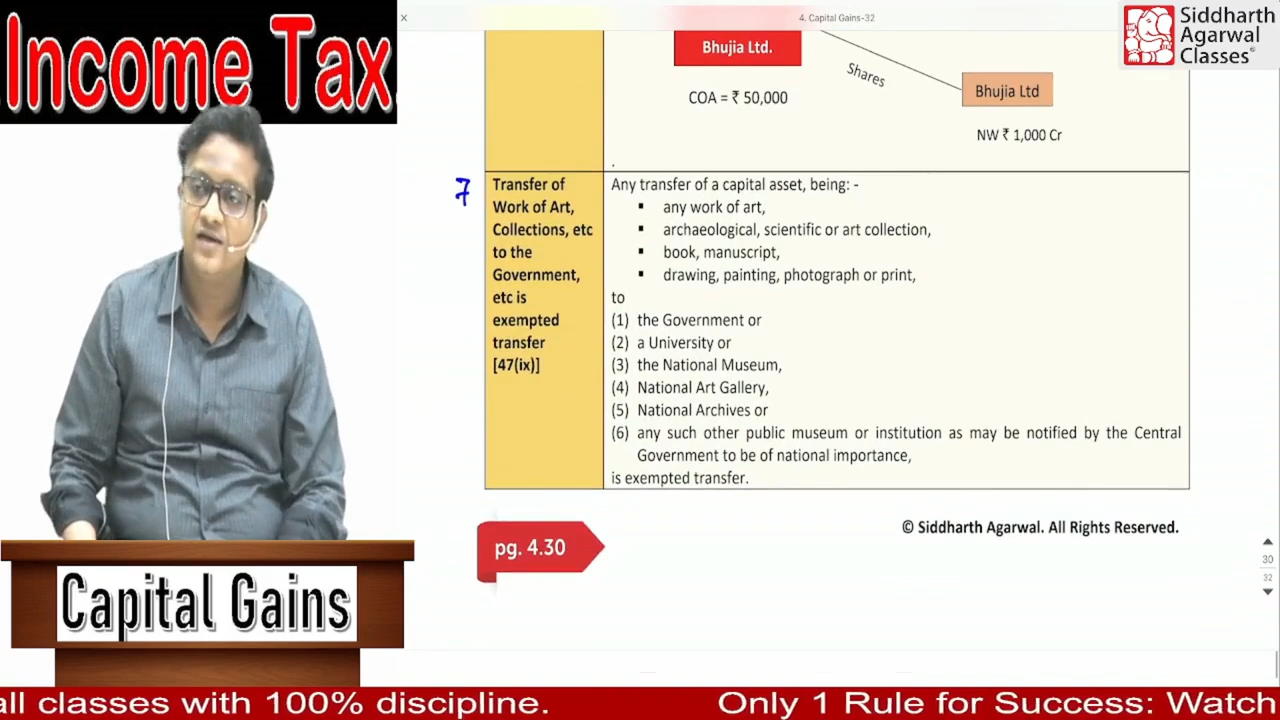 Income Tax
×
4. Capital Gains-32
Siddharth
Agarwal
Classes
Bhujia Ltd.
Shares
Bhujia Ltd
COA = ₹ 50,000
NW ₹ 1,000 Cr
.
7
Transfer of
Work of Art,
Collections, etc
to the
Government,
etc is
exempted
transfer
[47(ix)]
Any transfer of a capital asset, being: -
▪ any work of art,
▪ archaeological, scientific or art collection,
▪ book, manuscript,
▪ drawing, painting, photograph or print,
to
(1) the Government or
(2) a University or
(3) the National Museum,
(4) National Art Gallery,
(5) National Archives or
(6) any such other public museum or institution as may be notified by the Central
Government to be of national importance,
is exempted transfer.
© Siddharth Agarwal. All Rights Reserved.
pg. 4.30
30
32
Capital Gains
all classes with 100% discipline. Only 1 Rule for Success: Watch